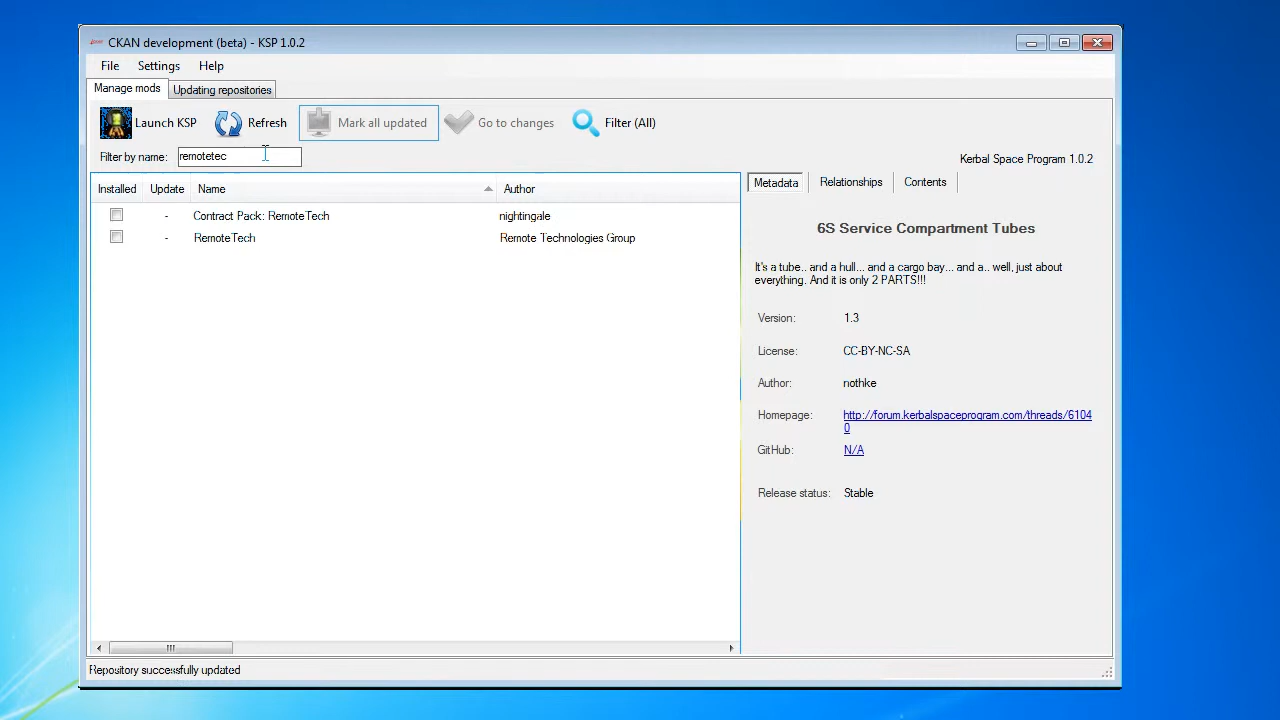 CKAN development (beta) - KSP 1.0.2
File Settings Help
Manage mods Updating repositories
Launch KSP Refresh Mark all updated Go to changes Filter (All)
Filter by name: remotetec
Kerbal Space Program 1.0.2
Installed Update Name Author
- Contract Pack: RemoteTech nightingale
- RemoteTech Remote Technologies Group
Metadata Relationships Contents
6S Service Compartment Tubes
It's a tube.. and a hull... and a cargo bay... and a.. well, just about
everything. And it is only 2 PARTS!!!
Version: 1.3
License: CC-BY-NC-SA
Author: nothke
Homepage: http://forum.kerbalspaceprogram.com/threads/6104
0
GitHub: N/A
Release status: Stable
Repository successfully updated